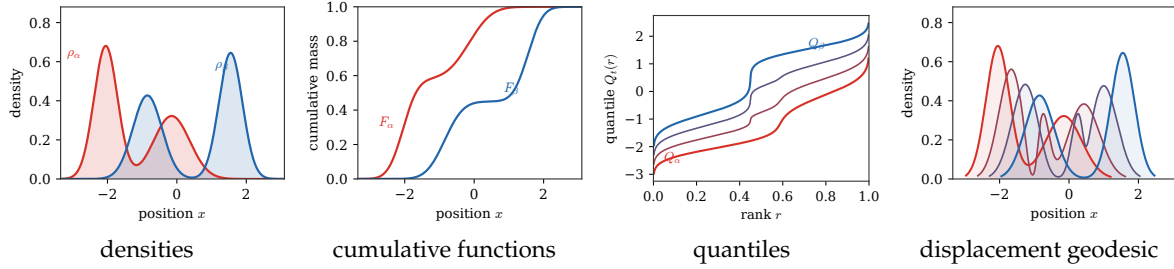 0.8
0.6
0.4
0.2
0.0
density
ρα
−2
0
2
position x
densities
1.0
0.8
0.6
0.4
0.2
0.0
cumulative mass
Fα
Fβ
−2
0
2
position x
cumulative functions
2
1
0
−1
−2
−3
quantile Qt(r)
Qβ
Qα
0.0
0.2
0.4
0.6
0.8
1.0
rank r
quantiles
0.8
0.6
0.4
0.2
0.0
density
−2
0
2
position x
displacement geodesic